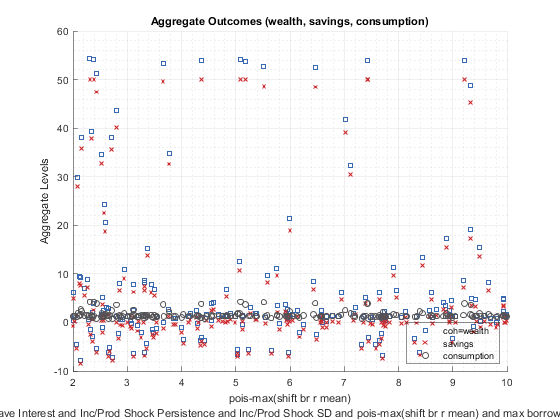 Aggregate Outcomes (wealth, savings, consumption)
60
50
40
30
20
10
0
-10
Aggregate Levels
2
3
4
5
6
7
8
9
10
coh=wealth
savings
consumption
pois-max(shift br r mean)
ave Interest and Inc/Prod Shock Persistence and Inc/Prod Shock SD and pois-max(shift br r mean) and max borrow